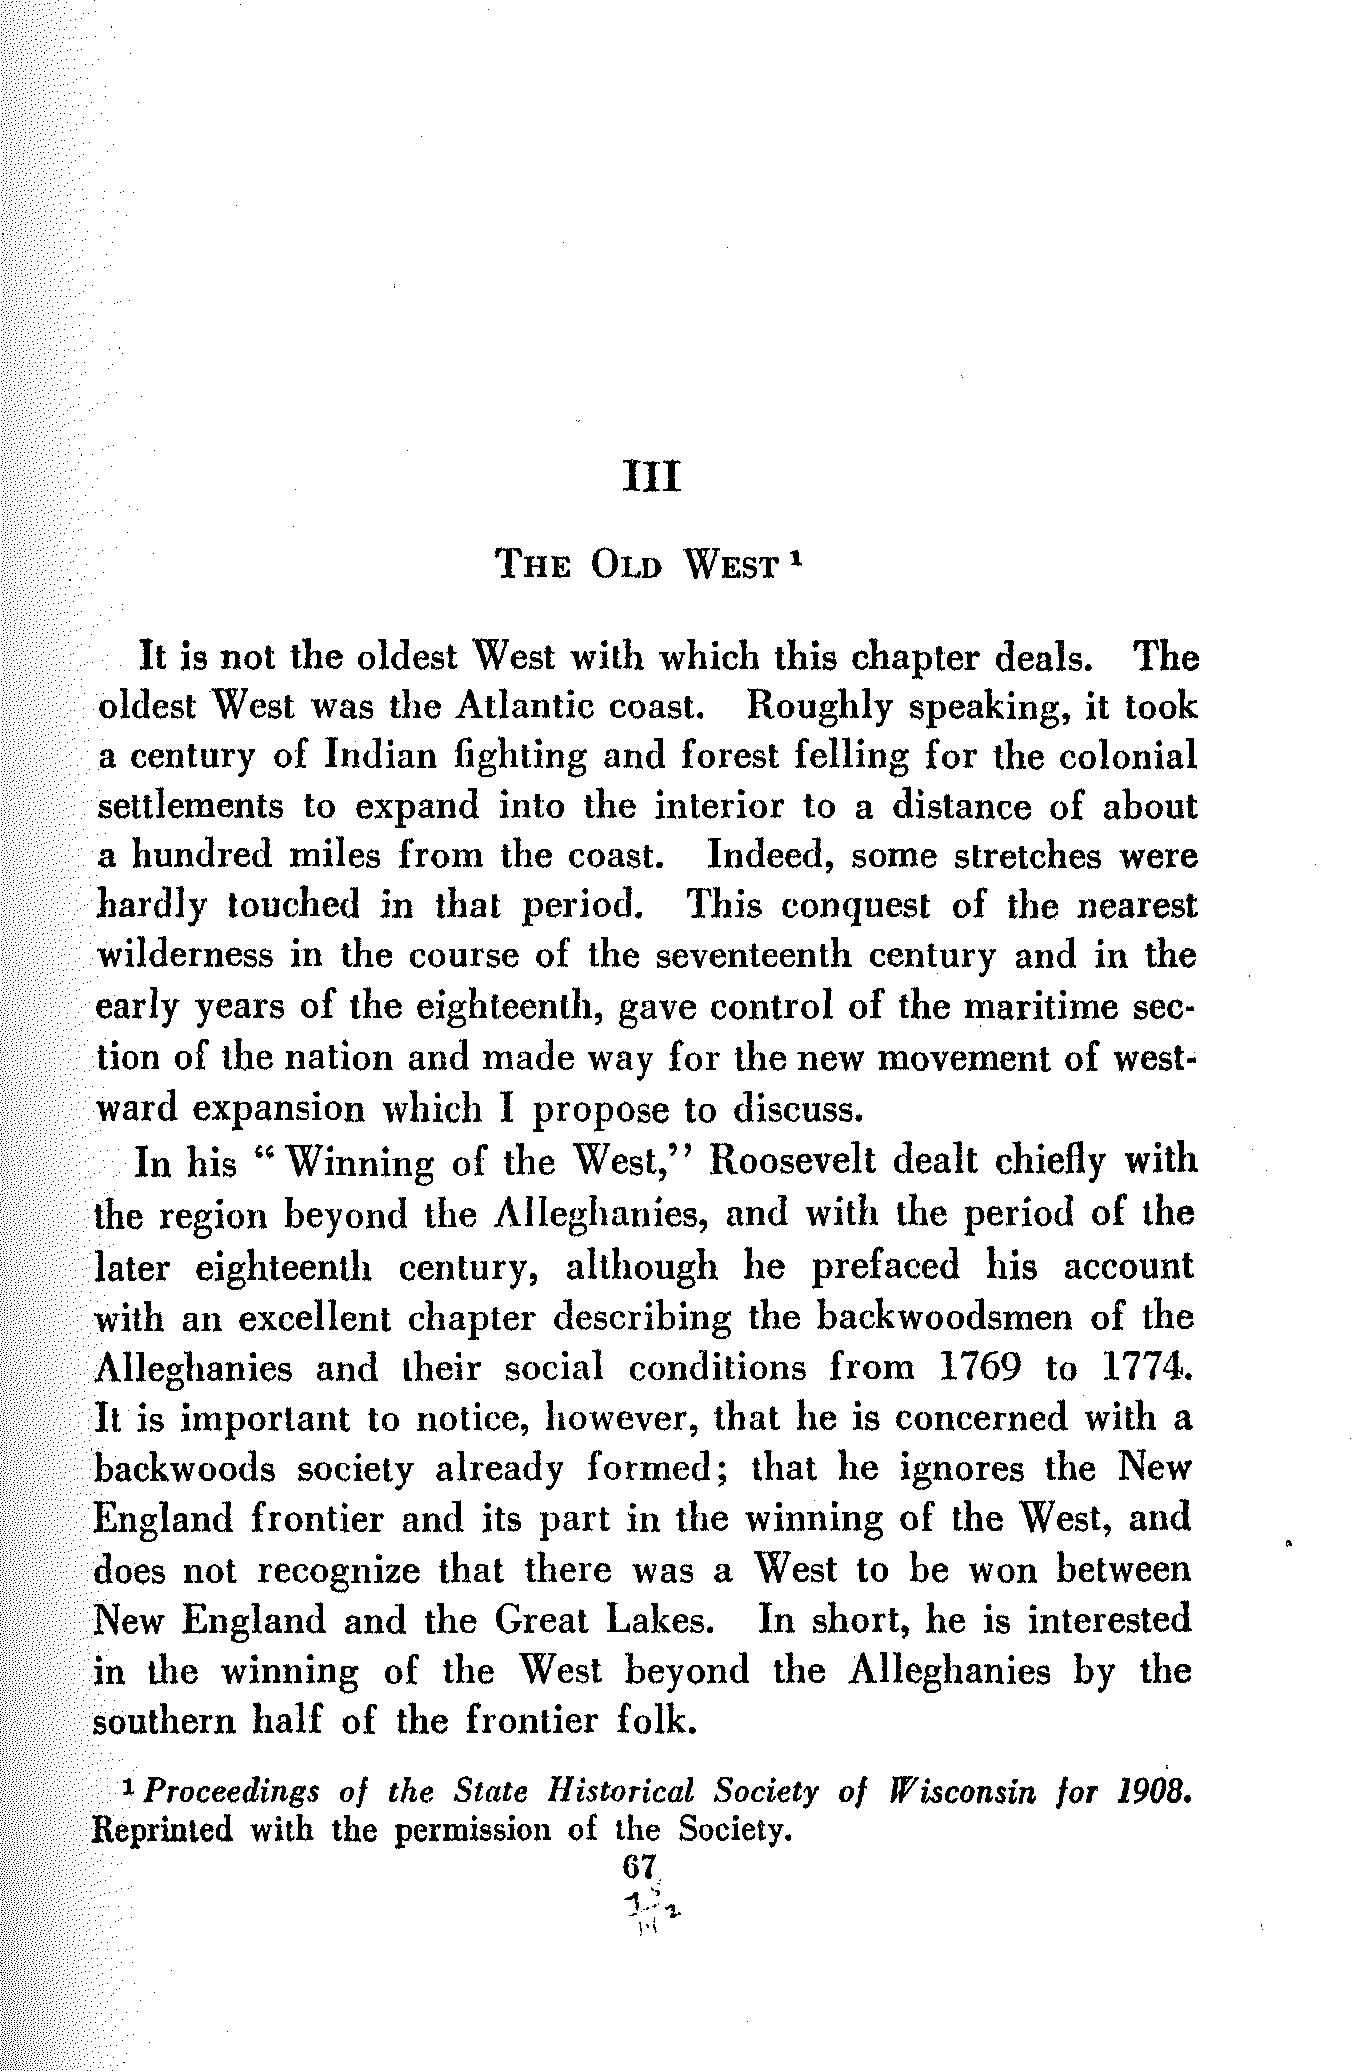 III
THE OLD WEST ¹
It is not the oldest West with which this chapter deals. The
oldest West was the Atlantic coast. Roughly speaking, it took
a century of Indian fighting and forest felling for the colonial
settlements to expand into the interior to a distance of about
a hundred miles from the coast. Indeed, some stretches were
hardly touched in that period. This conquest of the nearest
wilderness in the course of the seventeenth century and in the
early years of the eighteenth, gave control of the maritime sec-
tion of the nation and made way for the new movement of west-
ward expansion which I propose to discuss.
In his “ Winning of the West,” Roosevelt dealt chiefly with
the region beyond the Alleghanies, and with the period of the
later eighteenth century, although he prefaced his account
with an excellent chapter describing the backwoodsmen of the
Alleghanies and their social conditions from 1769 to 1774.
It is important to notice, however, that he is concerned with a
backwoods society already formed; that he ignores the New
England frontier and its part in the winning of the West, and
does not recognize that there was a West to be won between
New England and the Great Lakes. In short, he is interested
in the winning of the West beyond the Alleghanies by the
southern half of the frontier folk.
¹ Proceedings of the State Historical Society of Wisconsin for 1908.
Reprinted with the permission of the Society.
67